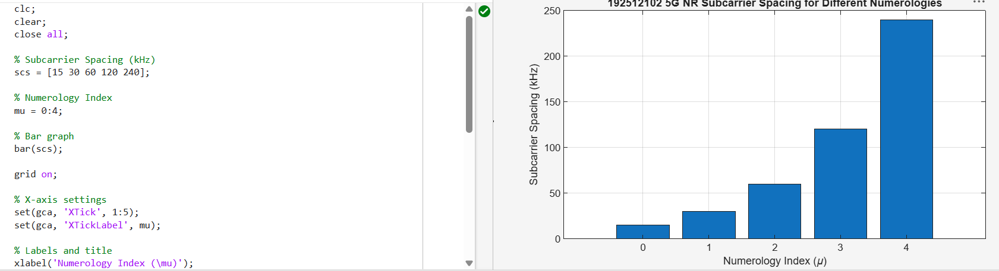 clc;
clear;
close all;
% Subcarrier Spacing (kHz)
scs = [15 30 60 120 240];
% Numerology Index
mu = 0:4;
% Bar graph
bar(scs);
grid on;
% X-axis settings
set(gca, 'XTick', 1:5);
set(gca, 'XTickLabel', mu);
% Labels and title
xlabel('Numerology Index (\mu)');
192512102 5G NR Subcarrier Spacing for Different Numerologies
Subcarrier Spacing (kHz)
250
200
150
100
50
0
0 1 2 3 4
Numerology Index (μ)